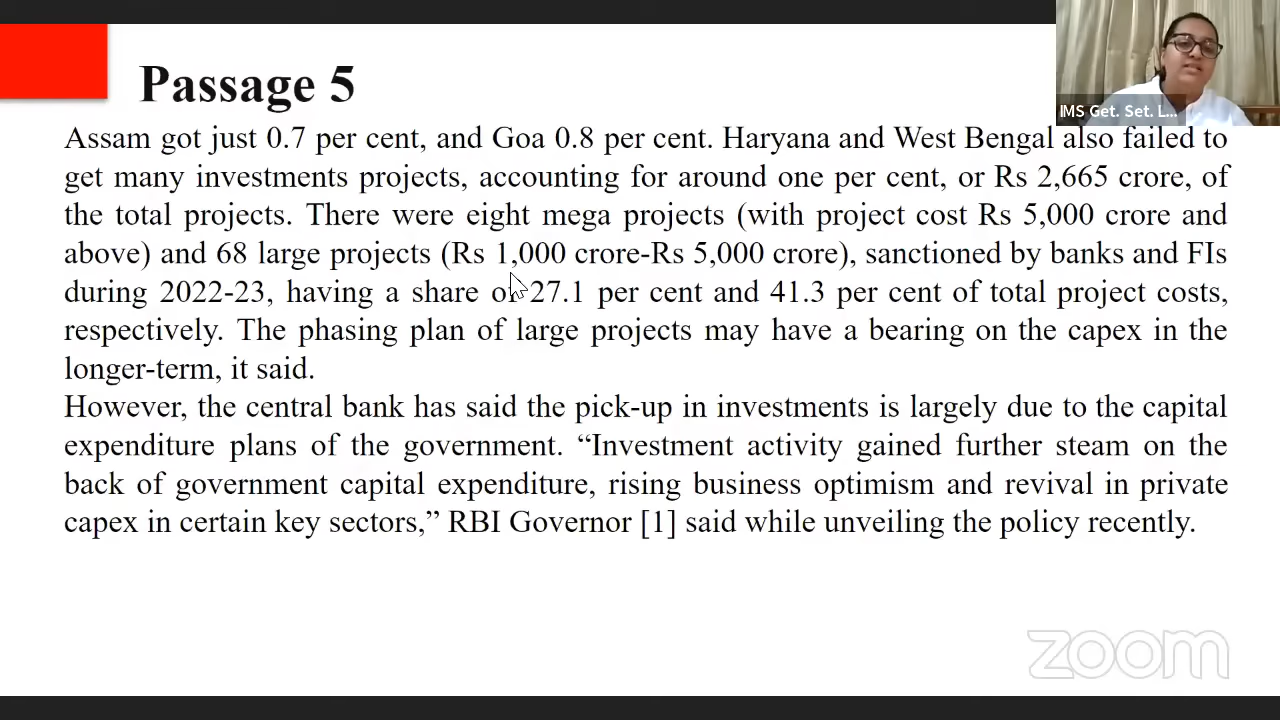 Passage 5
IMS Get. Set. L...
Assam got just 0.7 per cent, and Goa 0.8 per cent. Haryana and West Bengal also failed to
get many investments projects, accounting for around one per cent, or Rs 2,665 crore, of
the total projects. There were eight mega projects (with project cost Rs 5,000 crore and
above) and 68 large projects (Rs 1,000 crore-Rs 5,000 crore), sanctioned by banks and FIs
during 2022-23, having a share of 27.1 per cent and 41.3 per cent of total project costs,
respectively. The phasing plan of large projects may have a bearing on the capex in the
longer-term, it said.
However, the central bank has said the pick-up in investments is largely due to the capital
expenditure plans of the government. “Investment activity gained further steam on the
back of government capital expenditure, rising business optimism and revival in private
capex in certain key sectors,” RBI Governor [1] said while unveiling the policy recently.
zoom